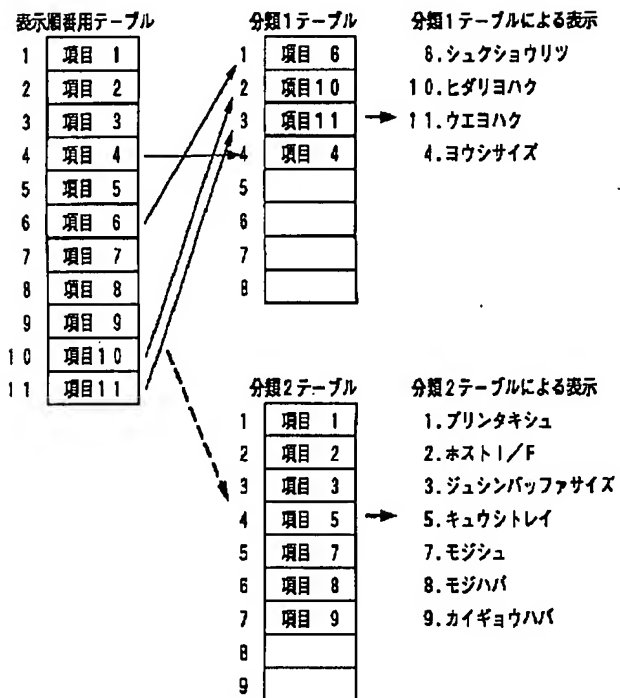 表示順番用テーブル
1 項目 1
2 項目 2
3 項目 3
4 項目 4
5 項目 5
6 項目 6
7 項目 7
8 項目 8
9 項目 9
10 項目10
11 項目11
分類1テーブル
1 項目 6
2 項目10
3 項目11
4 項目 4
5
6
7
8
分類1テーブルによる表示
6.シュクショウリツ
10.ヒダリヨハク
11.ウエヨハク
4.ヨウシサイズ
分類2テーブル
1 項目 1
2 項目 2
3 項目 3
4 項目 5
5 項目 7
6 項目 8
7 項目 9
8
9
分類2テーブルによる表示
1.プリンタキシュ
2.ホストI/F
3.ジュシンバッファサイズ
5.キュウシトレイ
7.モジシュ
8.モジハバ
9.カイギョウハバ